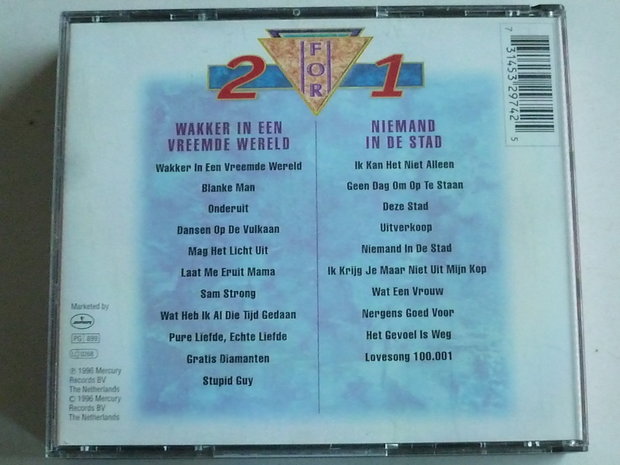 2 FOR 1
WAKKER IN EEN
VREEMDE WERELD
Wakker In Een Vreemde Wereld
Blanke Man
Onderuit
Dansen Op De Vulkaan
Mag Het Licht Uit
Laat Me Eruit Mama
Sam Strong
Wat Heb Ik Al Die Tijd Gedaan
Pure Liefde, Echte Liefde
Gratis Diamanten
Stupid Guy
NIEMAND
IN DE STAD
Ik Kan Het Niet Alleen
Geen Dag Om Op Te Staan
Deze Stad
Uitverkoop
Niemand In De Stad
Ik Krijg Je Maar Niet Uit Mijn Kop
Wat Een Vrouw
Nergens Goed Voor
Het Gevoel Is Weg
Lovesong 100.001
Marketed by
mercury
PG 899
LC 0268
℗ 1996 Mercury
Records BV
The Netherlands
© 1996 Mercury
Records BV
The Netherlands
7 31453 29742 5